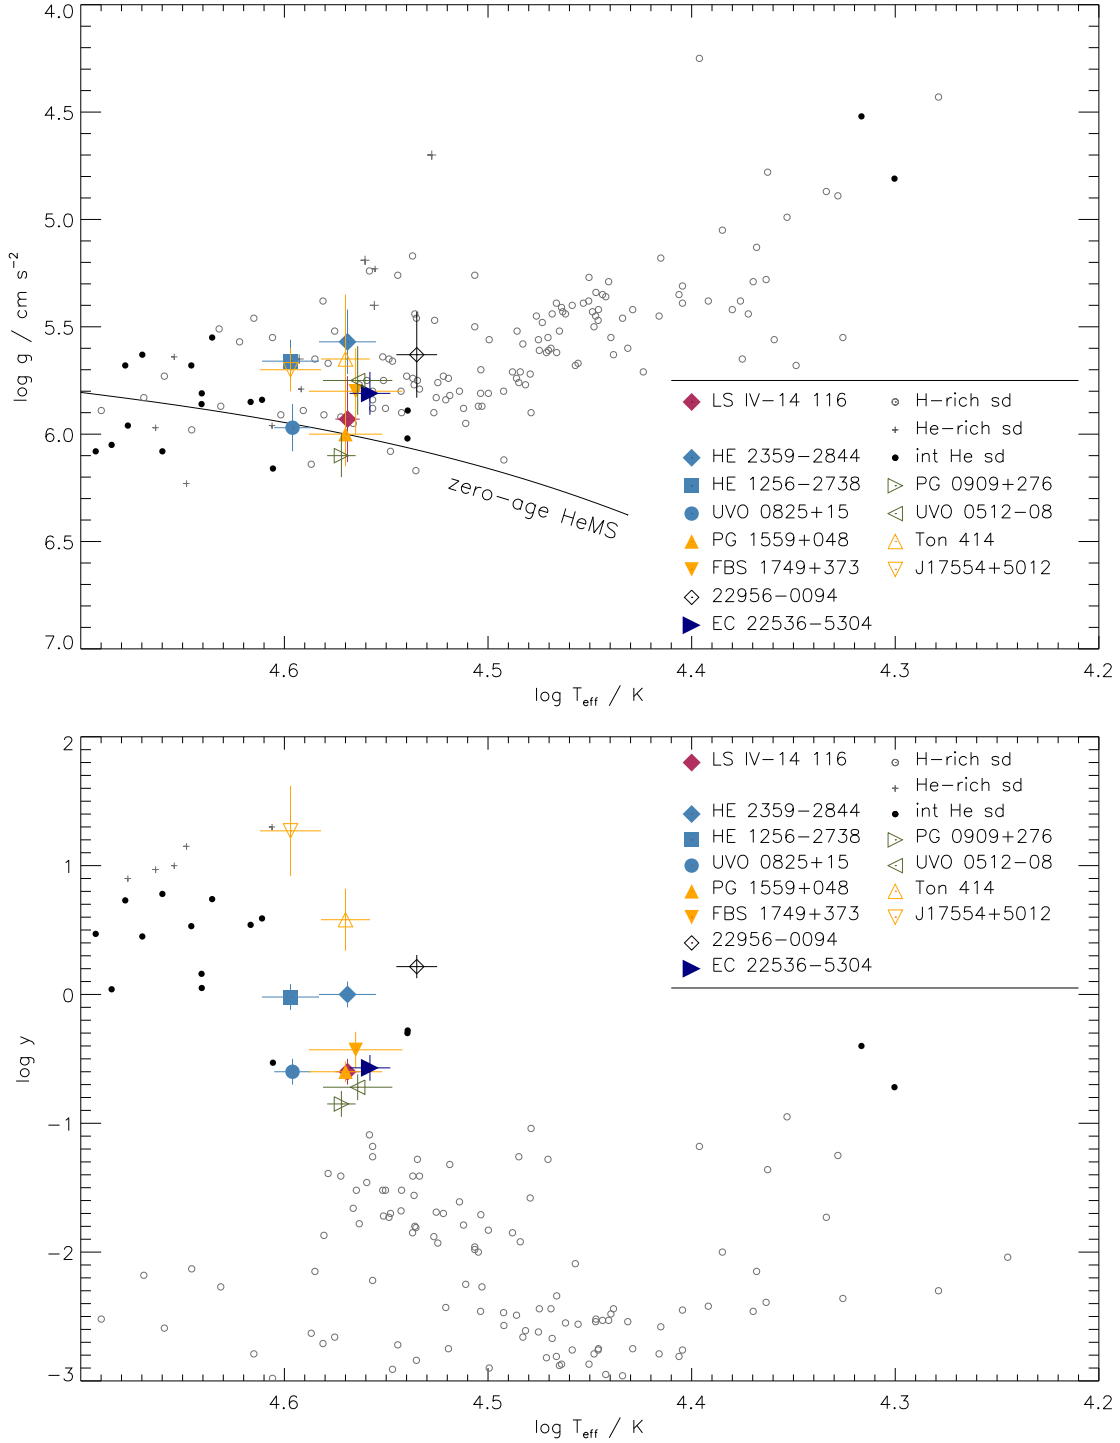 4.0
4.5
5.0
5.5
6.0
6.5
7.0
log g / cm s⁻²
zero-age HeMS
LS IV-14 116
H-rich sd
He-rich sd
HE 2359-2844
int He sd
HE 1256-2738
PG 0909+276
UVO 0825+15
UVO 0512-08
PG 1559+048
Ton 414
FBS 1749+373
J17554+5012
22956-0094
EC 22536-5304
4.6 4.5 4.4 4.3 4.2
log Teff / K
2
1
0
-1
-2
-3
log y
LS IV-14 116
H-rich sd
He-rich sd
HE 2359-2844
int He sd
HE 1256-2738
PG 0909+276
UVO 0825+15
UVO 0512-08
PG 1559+048
Ton 414
FBS 1749+373
J17554+5012
22956-0094
EC 22536-5304
4.6 4.5 4.4 4.3 4.2
log Teff / K